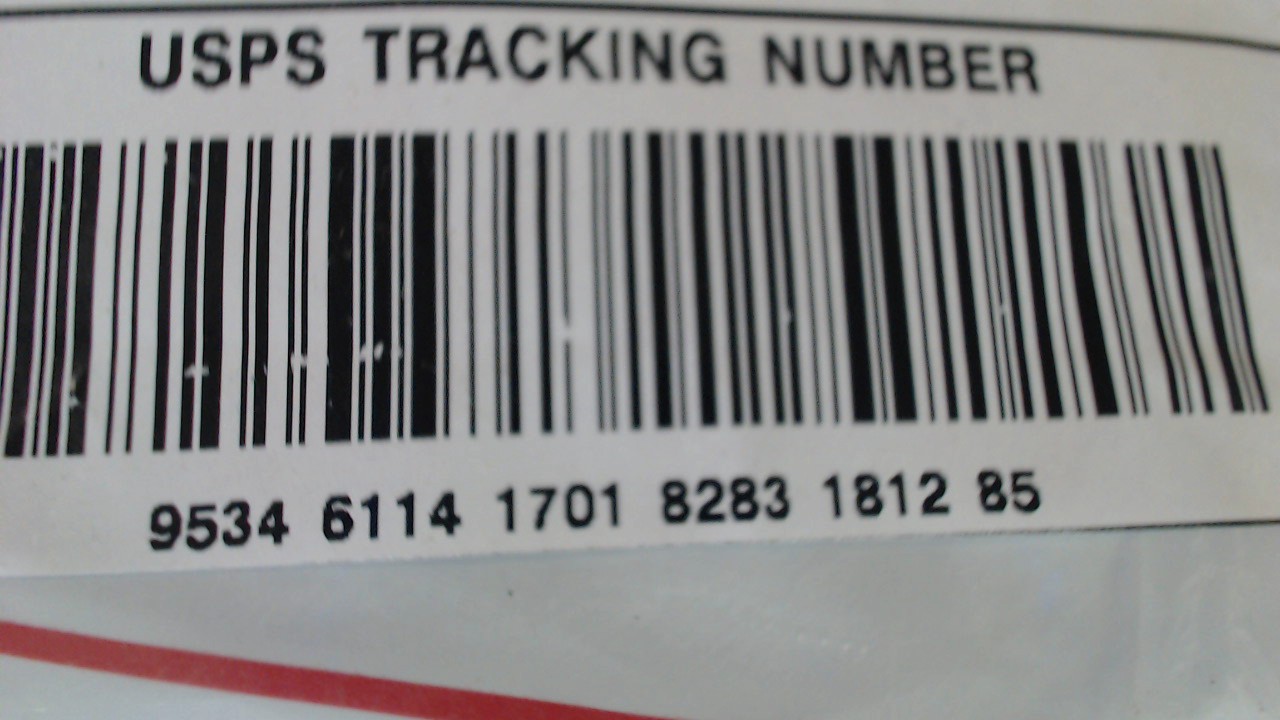 USPS TRACKING NUMBER
9534 6114 1701 8283 1812 85